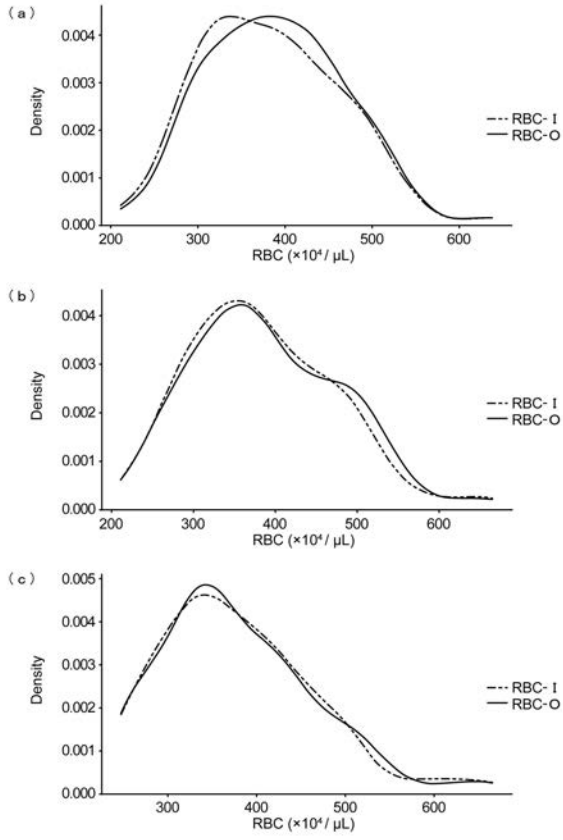 (a)
0.004
0.003
0.002
0.001
0.000
Density
200 300 400 500 600
RBC (×10⁴/ µL)
RBC- I
RBC-O
(b)
0.004
0.003
0.002
0.001
0.000
Density
200 300 400 500 600
RBC (×10⁴/ µL)
RBC- I
RBC-O
(c)
0.005
0.004
0.003
0.002
0.001
0.000
Density
300 400 500 600
RBC (×10⁴/ µL)
RBC- I
RBC-O